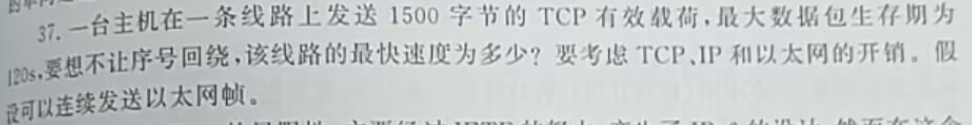 37. 一台主机在一条线路上发送 1500 字节的 TCP 有效载荷,最大数据包生存期为
120s,要想不让序号回绕,该线路的最快速度为多少?要考虑 TCP、IP 和以太网的开销。假
设可以连续发送以太网帧。